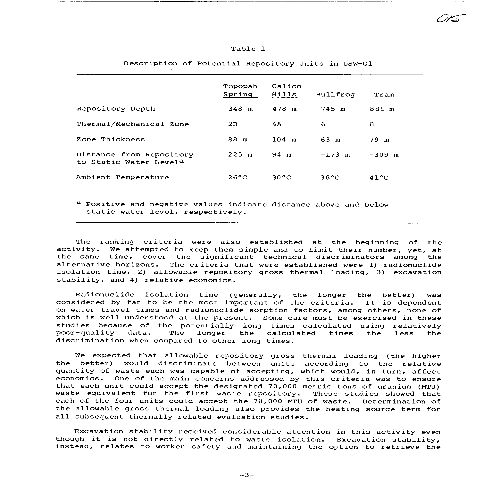 Table 1
Description of Potential Repository Units in USW-G1
Topopah Calico
Spring Hills Bullfrog Tram
Repository Depth 348 m 478 m 745 m
Thermal/Mechanical Zone
Zone Thickness 88 m 104 m 79 m
Distance from Repository 225 m 94 m -173 m -309 m
to Static Water Level a
Ambient Temperature 26°C 30°C 36°C 41°C
a Positive and negative values indicate distance above and below
static water level, respectively.
The ranking criteria were also established at the beginning of the
activity. We attempted to keep them simple and to limit their number, yet, at
the same time, cover the significant technical discriminators among the
alternative horizons. The criteria that were established were 1) radionuclide
isolation time, 2) allowable repository gross thermal loading, 3) excavation
stability, and 4) relative economics.
Radionuclide isolation time (generally, the longer the better) was
considered by far to be the most important of the criteria. It is dependent
on water travel times and radionuclide sorption factors, among others, none of
which is well understood at the present. Some care must be exercised in these
studies because of the potentially long times calculated using relatively
poor-quality data. The longer the calculated times the less the
discrimination when compared to other long times.
We expected that allowable repository gross thermal loading (the higher
the better) would discriminate between units according to the relative
quantity of waste each was capable of accepting, which would, in turn, affect
economics. One of the main concerns addressed by this criteria was to ensure
that each unit could accept the designated 70,000 metric tons of uranium (MTU)
waste equivalent for the first waste repository. These studies showed that
each of the four units could accept the 70,000 MTU of waste. Determination of
the allowable gross thermal loading also provides the heating source term for
all subsequent thermally related evaluation studies.
Excavation stability received considerable attention in this activity even
though it is not directly related to waste isolation. Excavation stability,
instead, relates to worker safety and maintaining the option to retrieve the